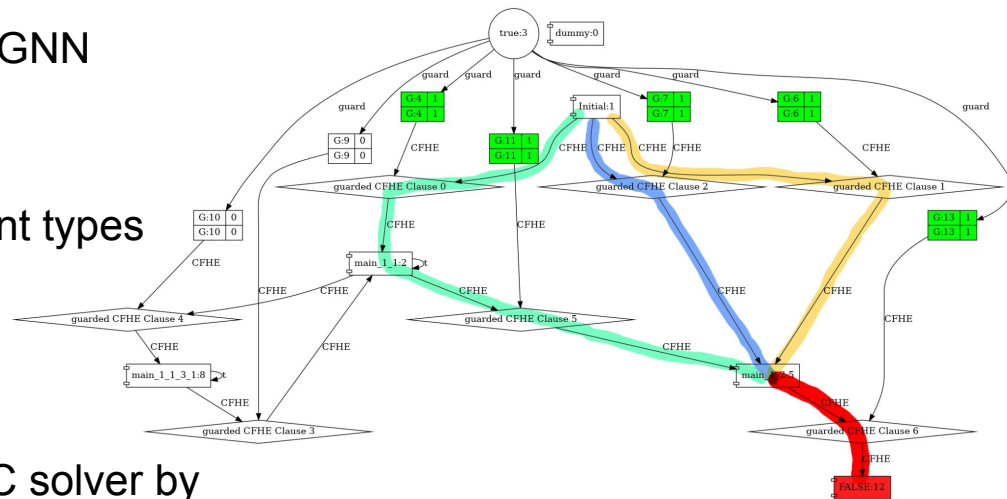 GNN
true:3
dummy:0
guard
guard
guard
guard
guard
guard
guard
G:4 1
G:4 1
G:7 1
G:7 1
G:6 1
G:6 1
Initial:1
G:9 0
G:9 0
G:11 1
G:11 1
CFHE
CFHE
CFHE
CFHE
CFHE
CFHE
CFHE
guarded CFHE Clause 0
guarded CFHE Clause 2
guarded CFHE Clause 1
nt types
G:10 0
G:10 0
G:13 1
G:13 1
CFHE
CFHE
main_1_1:2
t
CFHE
CFHE
CFHE
CFHE
CFHE
CFHE
CFHE
guarded CFHE Clause 4
guarded CFHE Clause 5
CFHE
CFHE
CFHE
main_1_1_3_1:8
t
CFHE
CFHE
guarded CFHE Clause 3
guarded CFHE Clause 6
CFHE
C solver by
FALSE:12